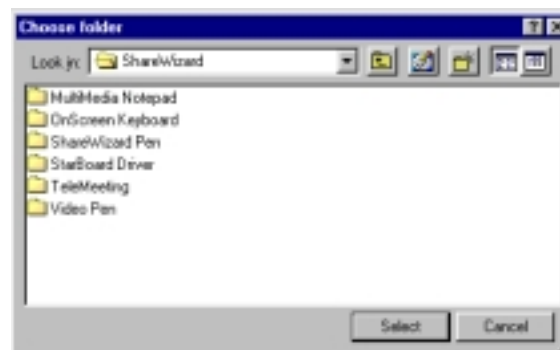 Choose folder
Look in: ShareWizard
MultiMedia Notepad
OnScreen Keyboard
ShareWizard Pen
StarBoard Driver
TeleMeeting
Video Pen
Select Cancel